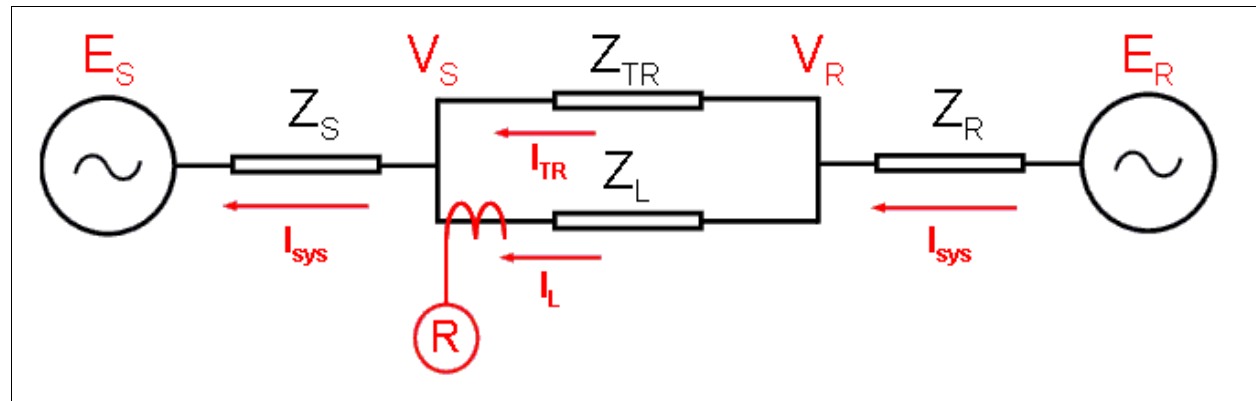 E_S
V_S
Z_TR
V_R
E_R
Z_S
Z_R
I_TR
Z_L
I_sys
I_sys
I_L
R